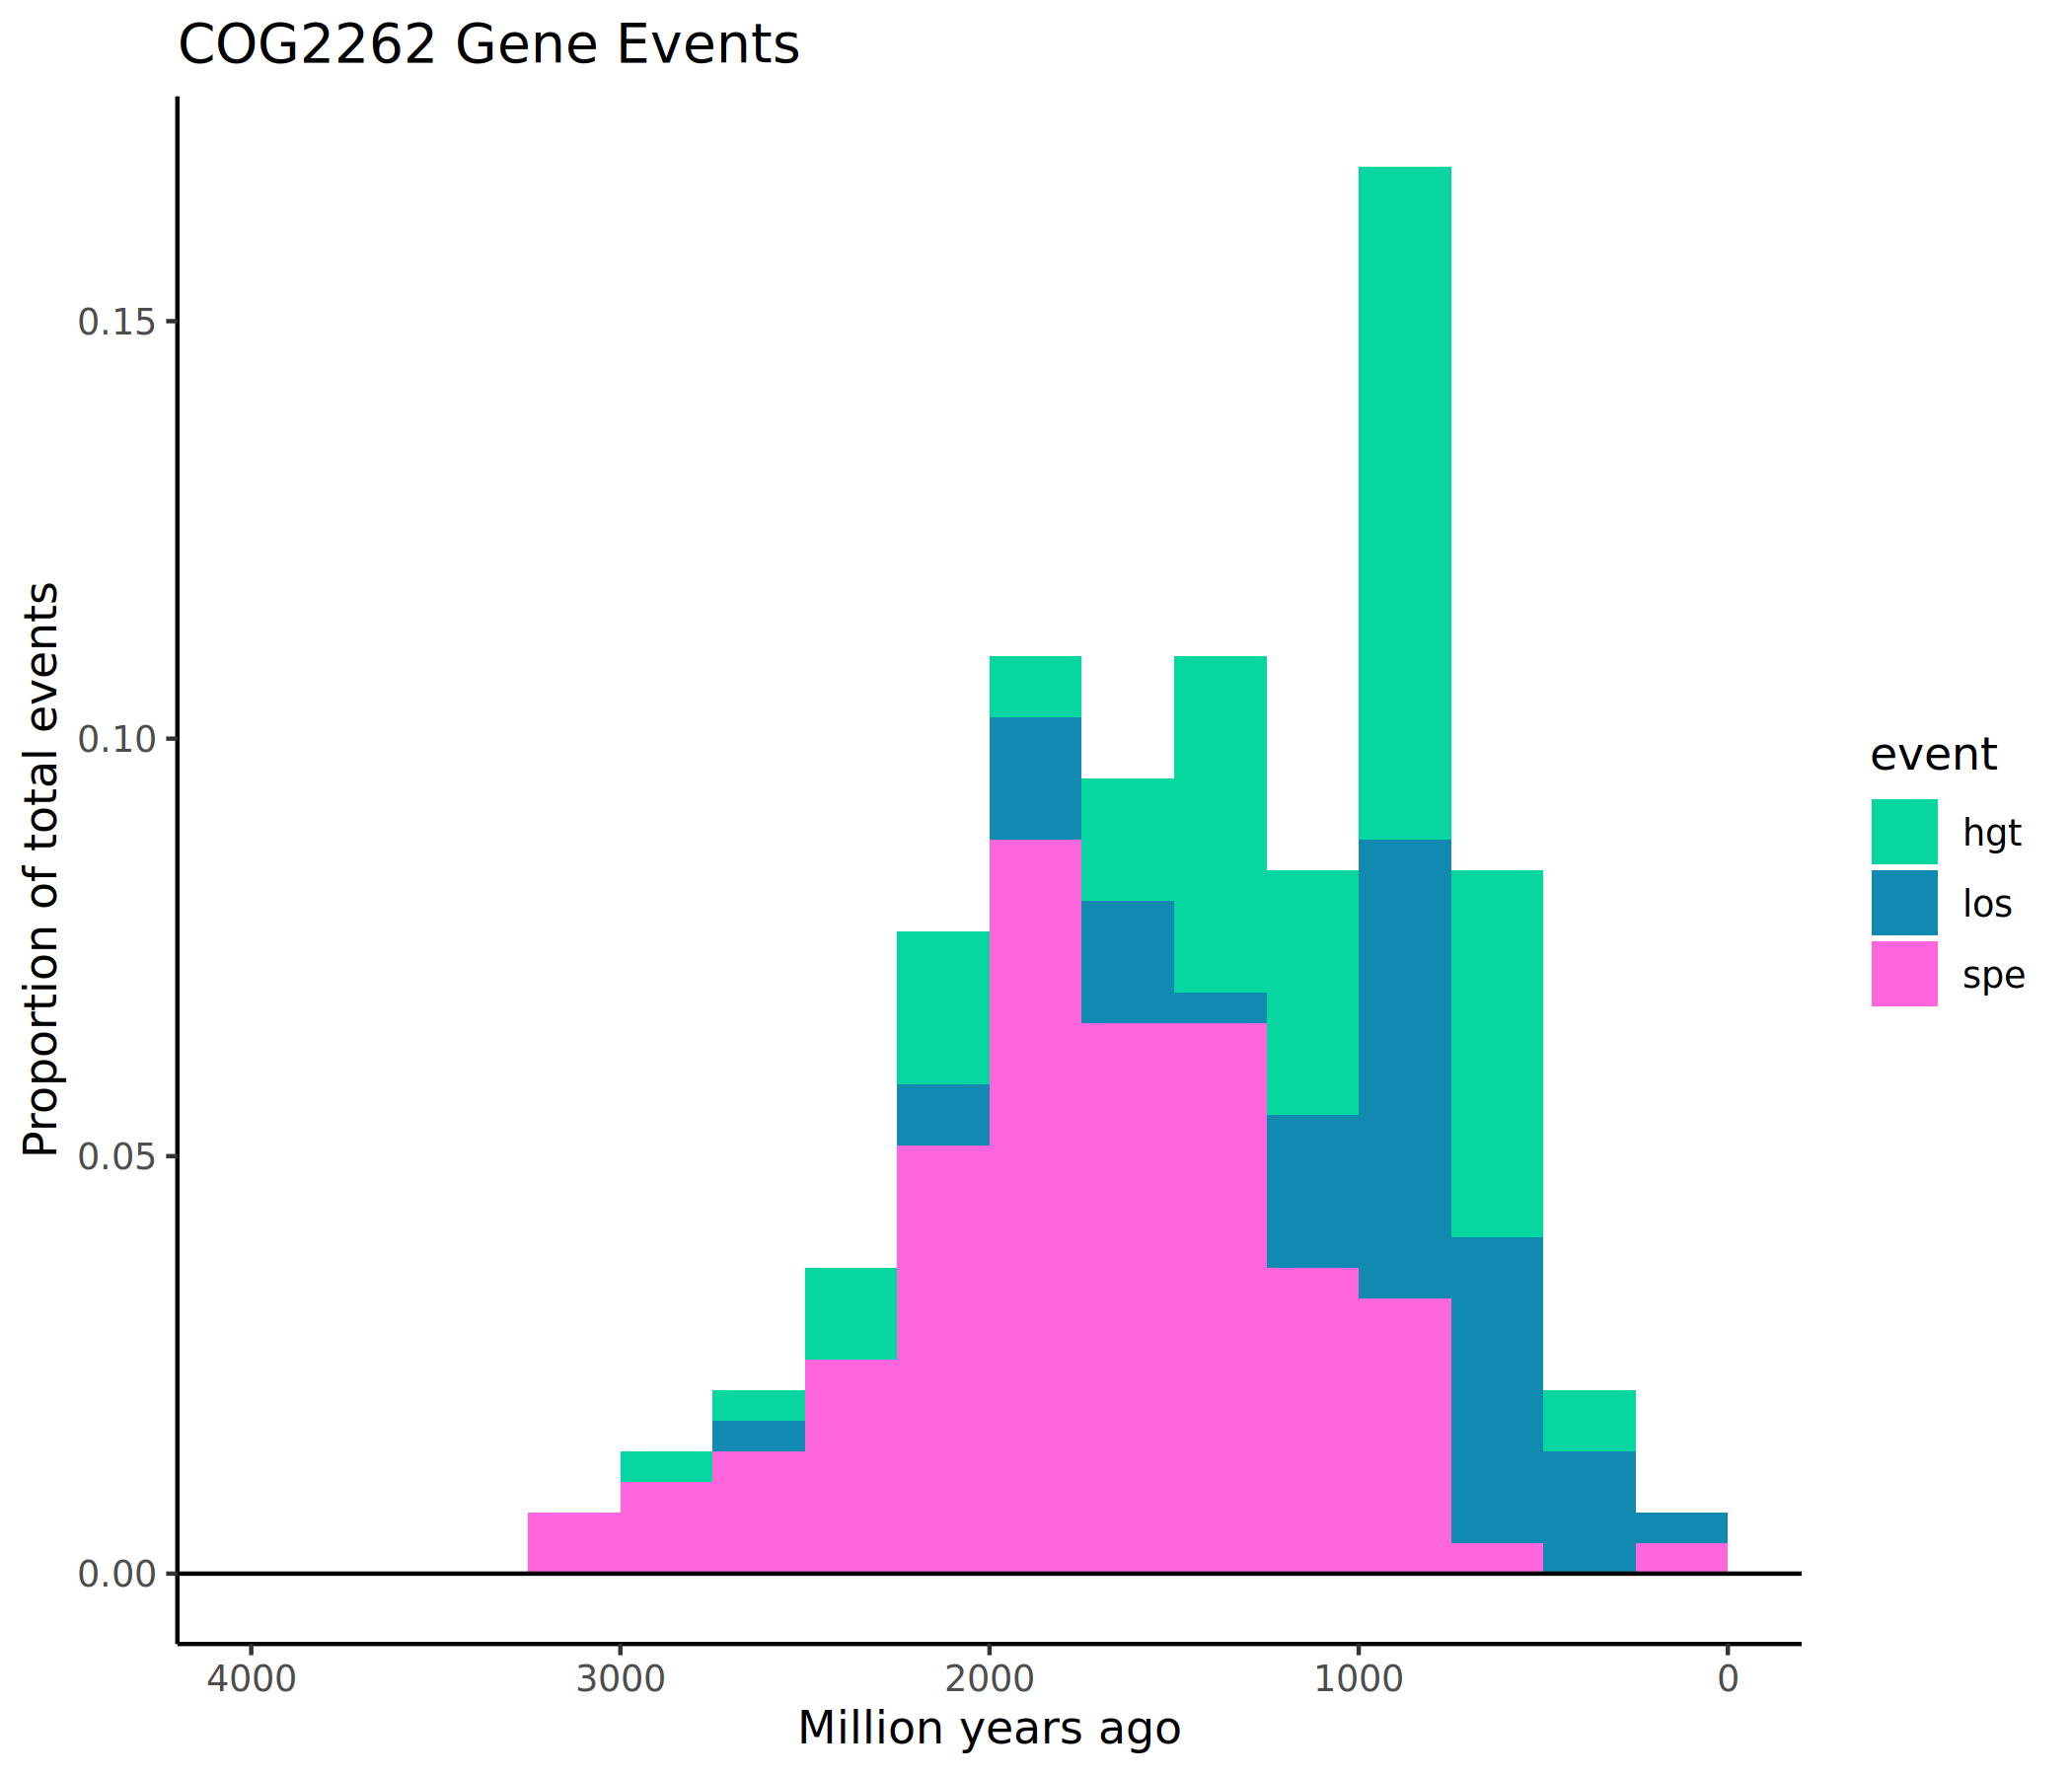 COG2262 Gene Events
Proportion of total events
0.15
0.10
0.05
0.00
4000 3000 2000 1000 0
Million years ago
event
hgt
los
spe